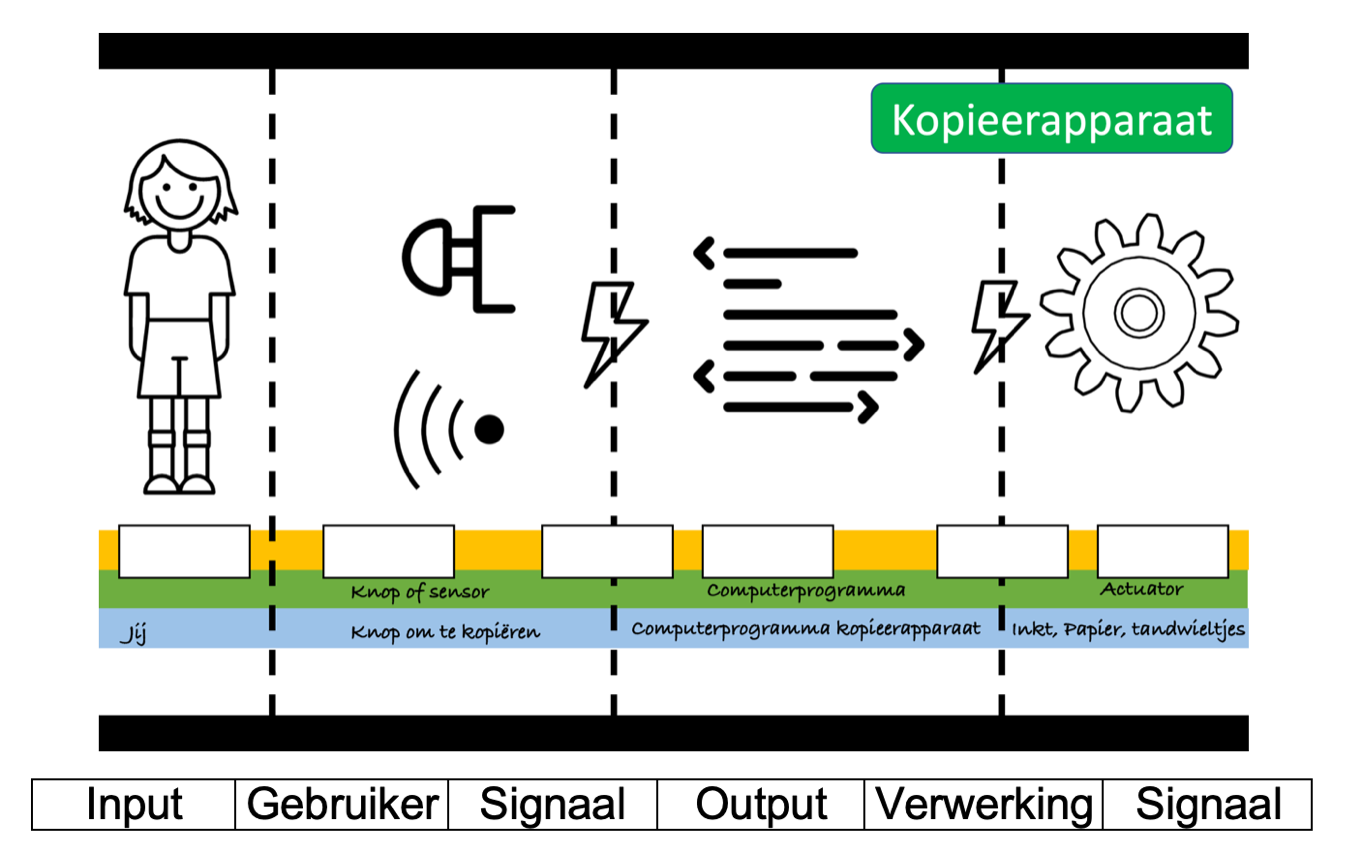 Kopieerapparaat
Knop of sensor
Computerprogramma
Actuator
Jij
Knop om te kopiëren
Computerprogramma kopieerapparaat
Inkt, Papier, tandwieltjes
Input
Gebruiker
Signaal
Output
Verwerking
Signaal